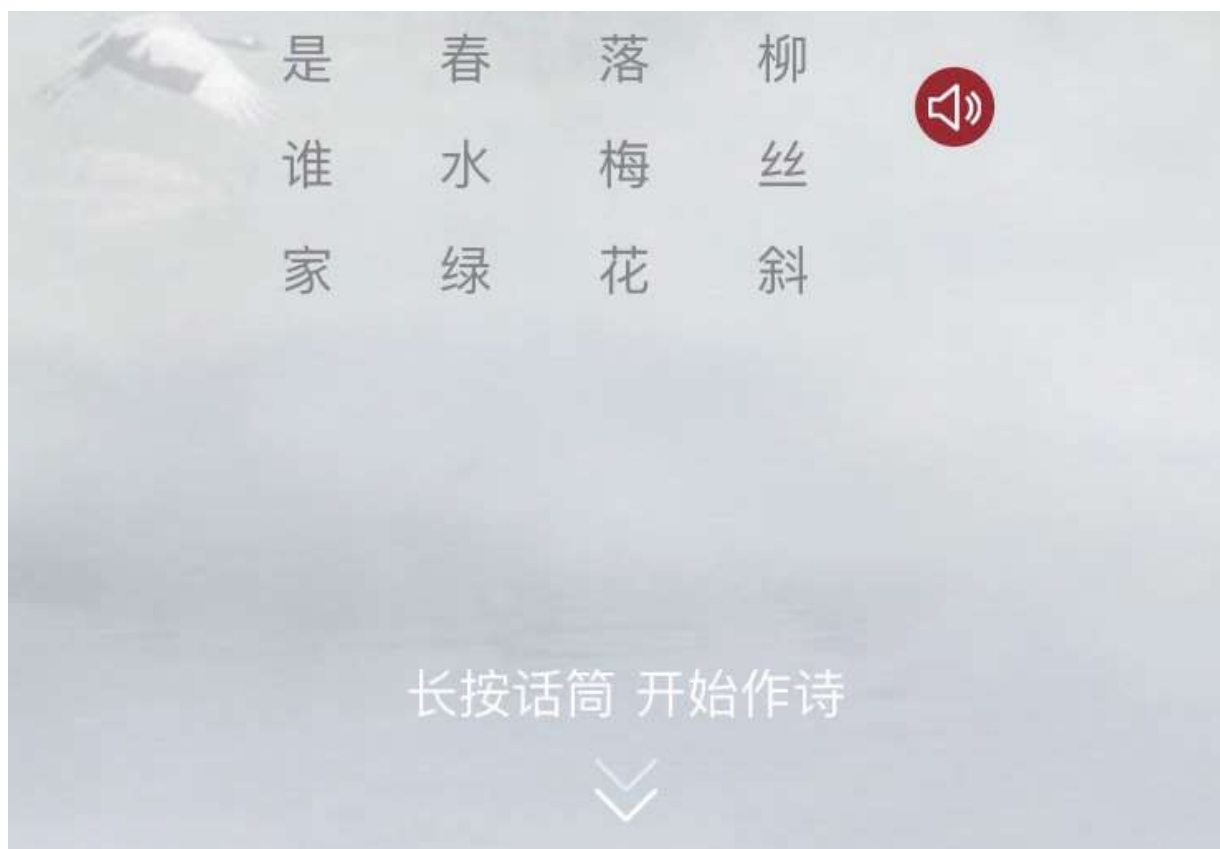 柳丝斜
落梅花
春水绿
是谁家
长按话筒 开始作诗